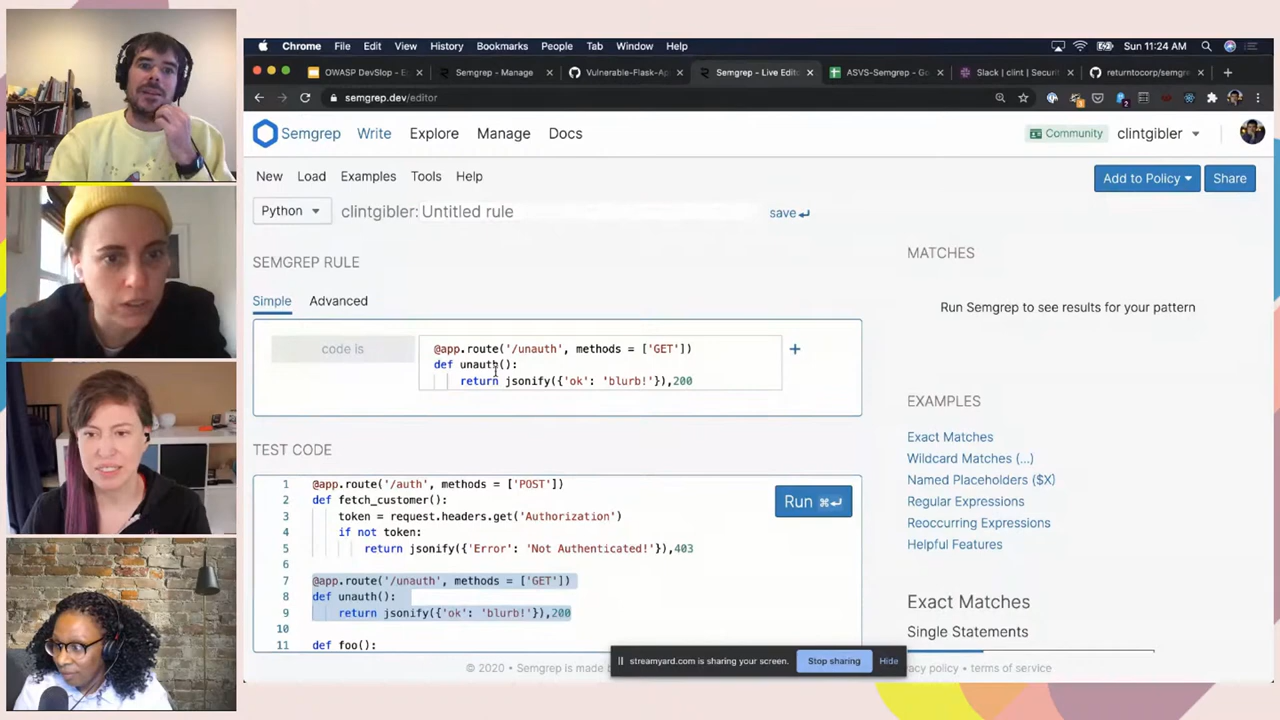 Chrome File Edit View History Bookmarks People Tab Window Help Sun 11:24 AM
OWASP DevSlop - E Semgrep - Manage Vulnerable-Flask-Ap Semgrep - Live Edito ASVS-Semgrep - Go Slack | clint | Securit returntocorp/semgre
semgrep.dev/editor
Semgrep Write Explore Manage Docs Community clintgibler
New Load Examples Tools Help Add to Policy Share
Python clintgibler: Untitled rule save
SEMGREP RULE
Simple Advanced
code is
@app.route('/unauth', methods = ['GET'])
def unauth():
return jsonify({'ok': 'blurb!'}),200
TEST CODE
Run
1 @app.route('/auth', methods = ['POST'])
2 def fetch_customer():
3 token = request.headers.get('Authorization')
4 if not token:
5 return jsonify({'Error': 'Not Authenticated!'}),403
6
7 @app.route('/unauth', methods = ['GET'])
8 def unauth():
9 return jsonify({'ok': 'blurb!'}),200
10
11 def foo():
MATCHES
Run Semgrep to see results for your pattern
EXAMPLES
Exact Matches
Wildcard Matches (...)
Named Placeholders ($X)
Regular Expressions
Reoccurring Expressions
Helpful Features
Exact Matches
Single Statements
© 2020 • Semgrep is made b
streamyard.com is sharing your screen. Stop sharing Hide
vacy policy • terms of service